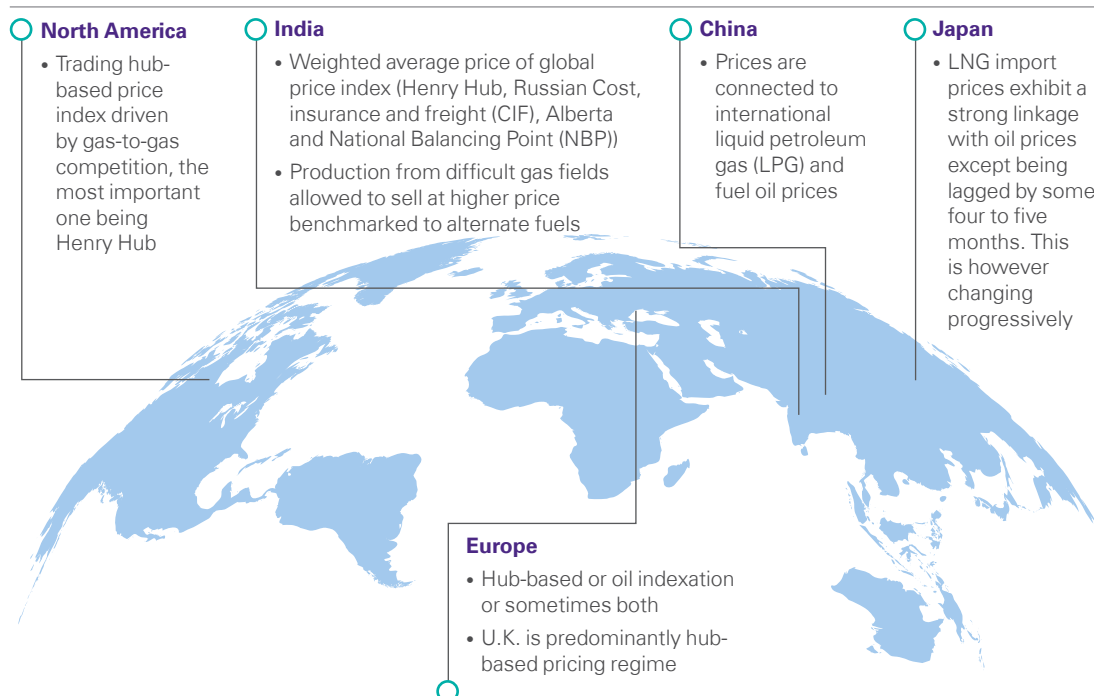 North America
• Trading hub-
based price
index driven
by gas-to-gas
competition, the
most important
one being
Henry Hub
India
• Weighted average price of global
price index (Henry Hub, Russian Cost,
insurance and freight (CIF), Alberta
and National Balancing Point (NBP))
• Production from difficult gas fields
allowed to sell at higher price
benchmarked to alternate fuels
China
• Prices are
connected to
international
liquid petroleum
gas (LPG) and
fuel oil prices
Japan
• LNG import
prices exhibit a
strong linkage
with oil prices
except being
lagged by some
four to five
months. This
is however
changing
progressively
Europe
• Hub-based or oil indexation
or sometimes both
• U.K. is predominantly hub-
based pricing regime